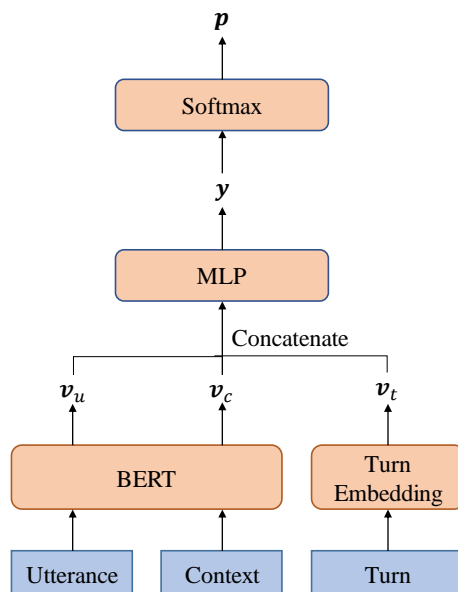 p
Softmax
y
MLP
Concatenate
v_u
v_c
v_t
BERT
Turn
Embedding
Utterance
Context
Turn